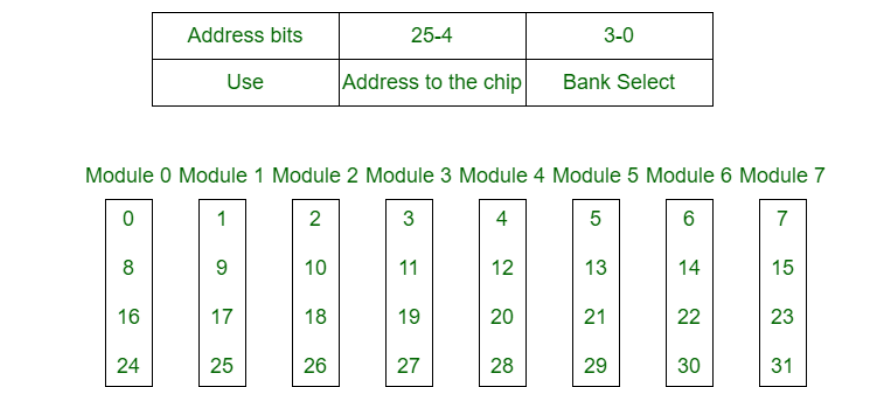 Address bits 25-4 3-0
Use Address to the chip Bank Select
Module 0 Module 1 Module 2 Module 3 Module 4 Module 5 Module 6 Module 7
0 1 2 3 4 5 6 7
8 9 10 11 12 13 14 15
16 17 18 19 20 21 22 23
24 25 26 27 28 29 30 31